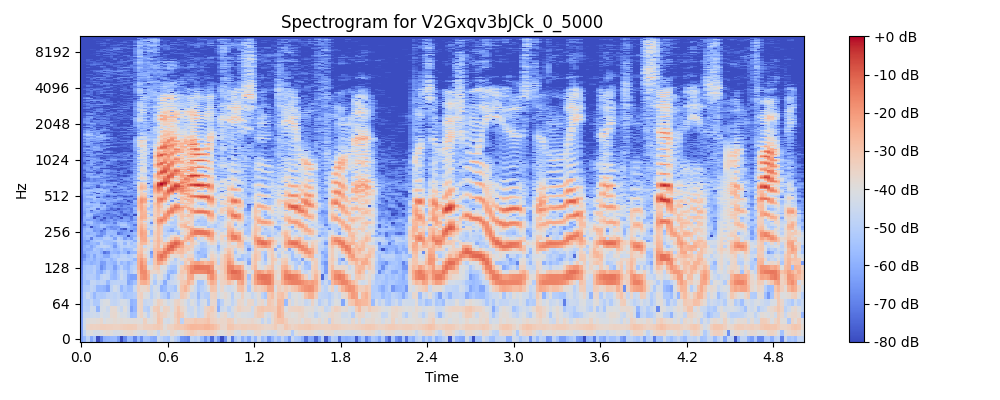 Spectrogram for V2Gxqv3bJCk_0_5000
Hz
8192
4096
2048
1024
512
256
128
64
0
0.0 0.6 1.2 1.8 2.4 3.0 3.6 4.2 4.8
Time
+0 dB
-10 dB
-20 dB
-30 dB
-40 dB
-50 dB
-60 dB
-70 dB
-80 dB